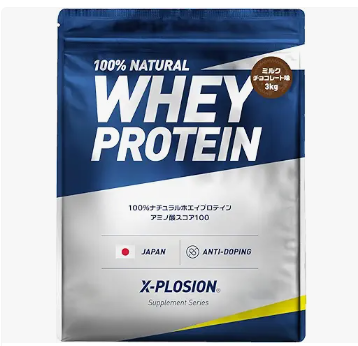 100% NATURAL
WHEY
PROTEIN
ミルク
チョコレート味
3kg
100%ナチュラルホエイプロテイン
アミノ酸スコア100
JAPAN
ANTI-DOPING
X-PLOSION®
Supplement Series